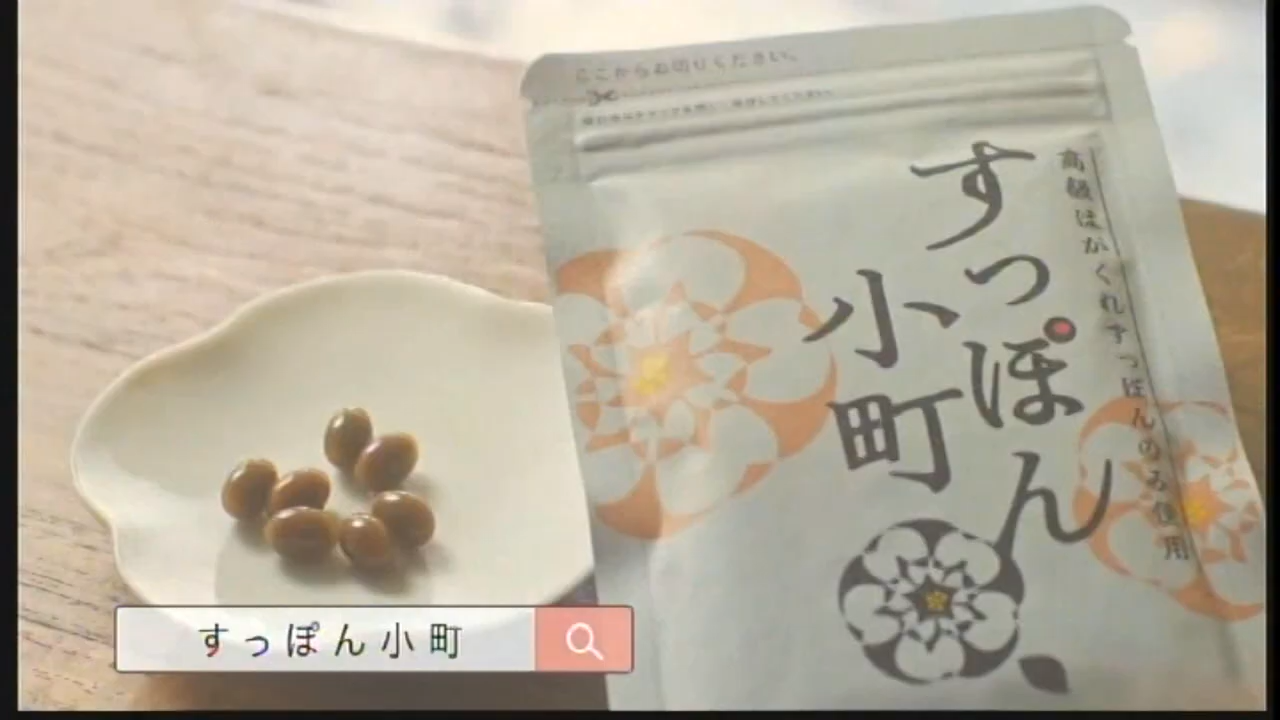 ここからお切りください。
高級はがくれすっぽんのみ使用
すっぽん
小町
すっぽん小町